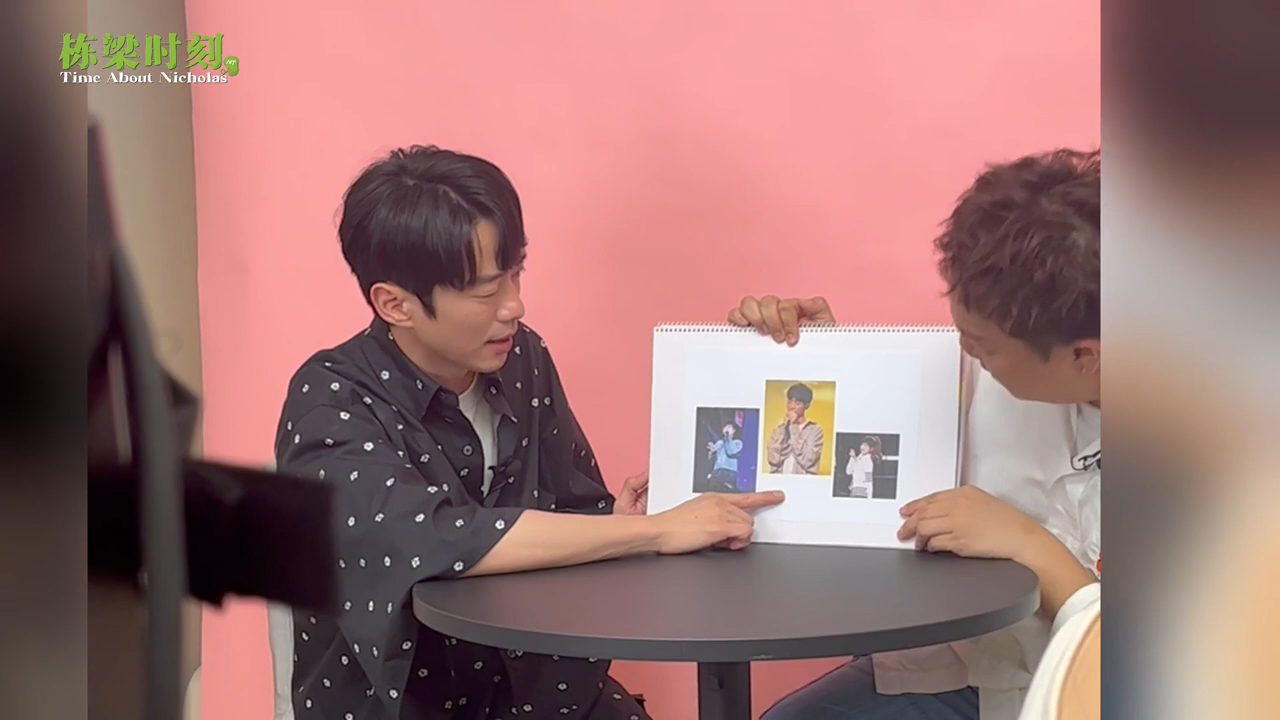 栋梁时刻
Time About Nicholas